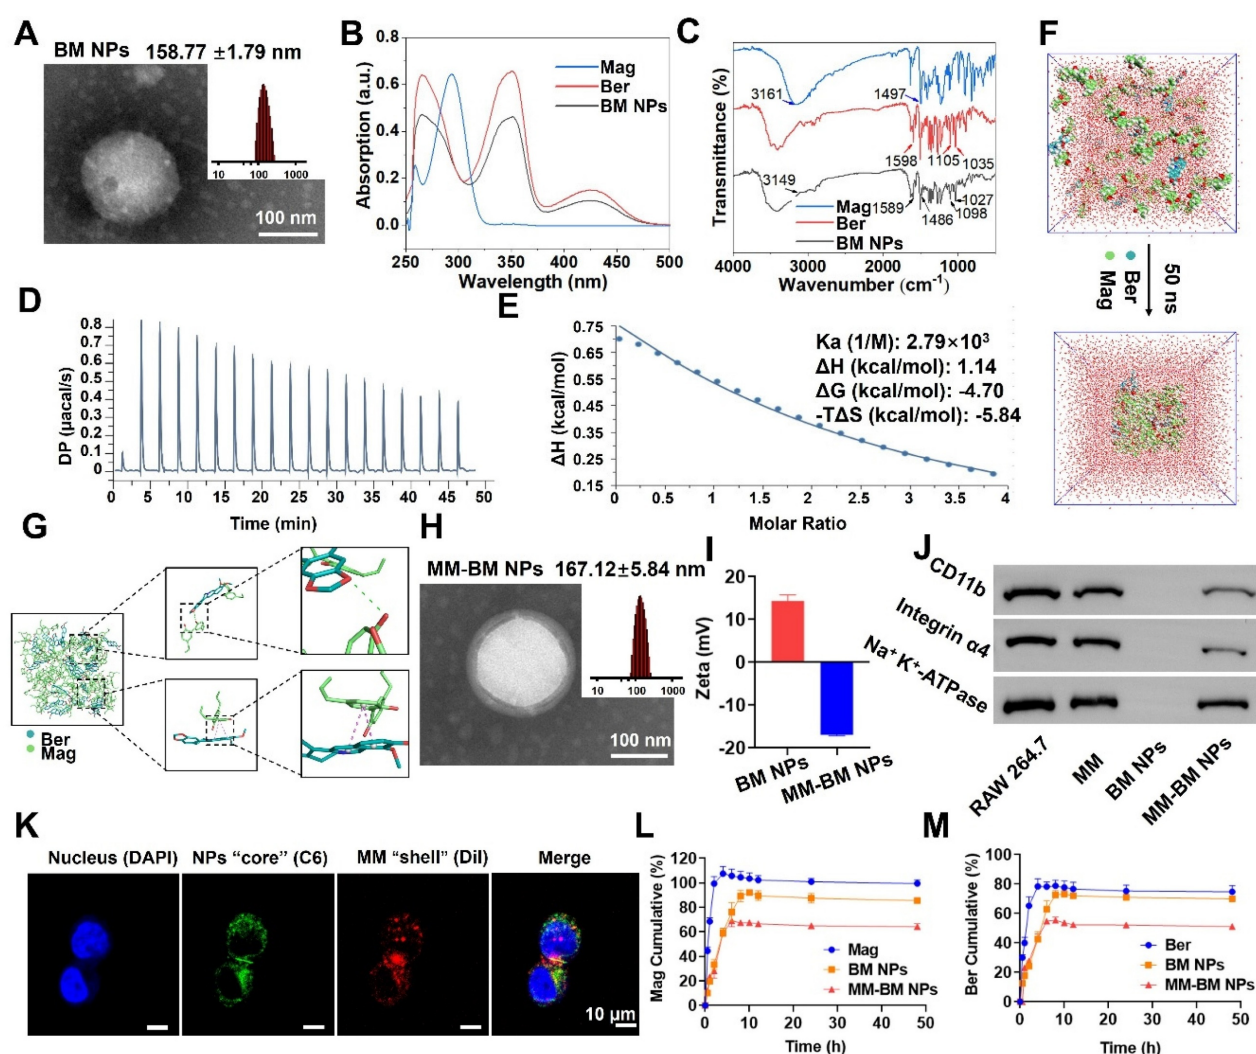 A
BM NPs 158.77 ±1.79 nm
10 100 1000
100 nm
B
Absorption (a.u.)
0.8
0.6
0.4
0.2
0.0
Mag
Ber
BM NPs
250 300 350 400 450 500
Wavelength (nm)
C
Transmittance (%)
3161
1497
1598
1105
1035
3149
1589
1486
1027
1098
Mag
Ber
BM NPs
4000 3000 2000 1000
Wavenumber (cm⁻¹)
F
Mag
Ber
50 ns
D
DP (µacal/s)
0.8
0.7
0.6
0.5
0.4
0.3
0.2
0.1
0
0 5 10 15 20 25 30 35 40 45 50
Time (min)
E
ΔH (kcal/mol)
0.75
0.65
0.55
0.45
0.35
0.25
0.15
Ka (1/M): 2.79×10³
ΔH (kcal/mol): 1.14
ΔG (kcal/mol): -4.70
-TΔS (kcal/mol): -5.84
0 0.5 1 1.5 2 2.5 3 3.5 4
Molar Ratio
G
Ber
Mag
H
MM-BM NPs 167.12±5.84 nm
10 100 1000
100 nm
I
Zeta (mV)
20
10
0
-10
-20
BM NPs
MM-BM NPs
J
CD11b
Integrin α4
Na⁺K⁺-ATPase
RAW 264.7
MM
BM NPs
MM-BM NPs
K
Nucleus (DAPI)
NPs “core” (C6)
MM “shell” (DiI)
Merge
10 µm
L
Mag Cumulative (%)
120
100
80
60
40
20
0
Mag
BM NPs
MM-BM NPs
0 10 20 30 40 50
Time (h)
M
Ber Cumulative (%)
100
80
60
40
20
0
Ber
BM NPs
MM-BM NPs
0 10 20 30 40 50
Time (h)